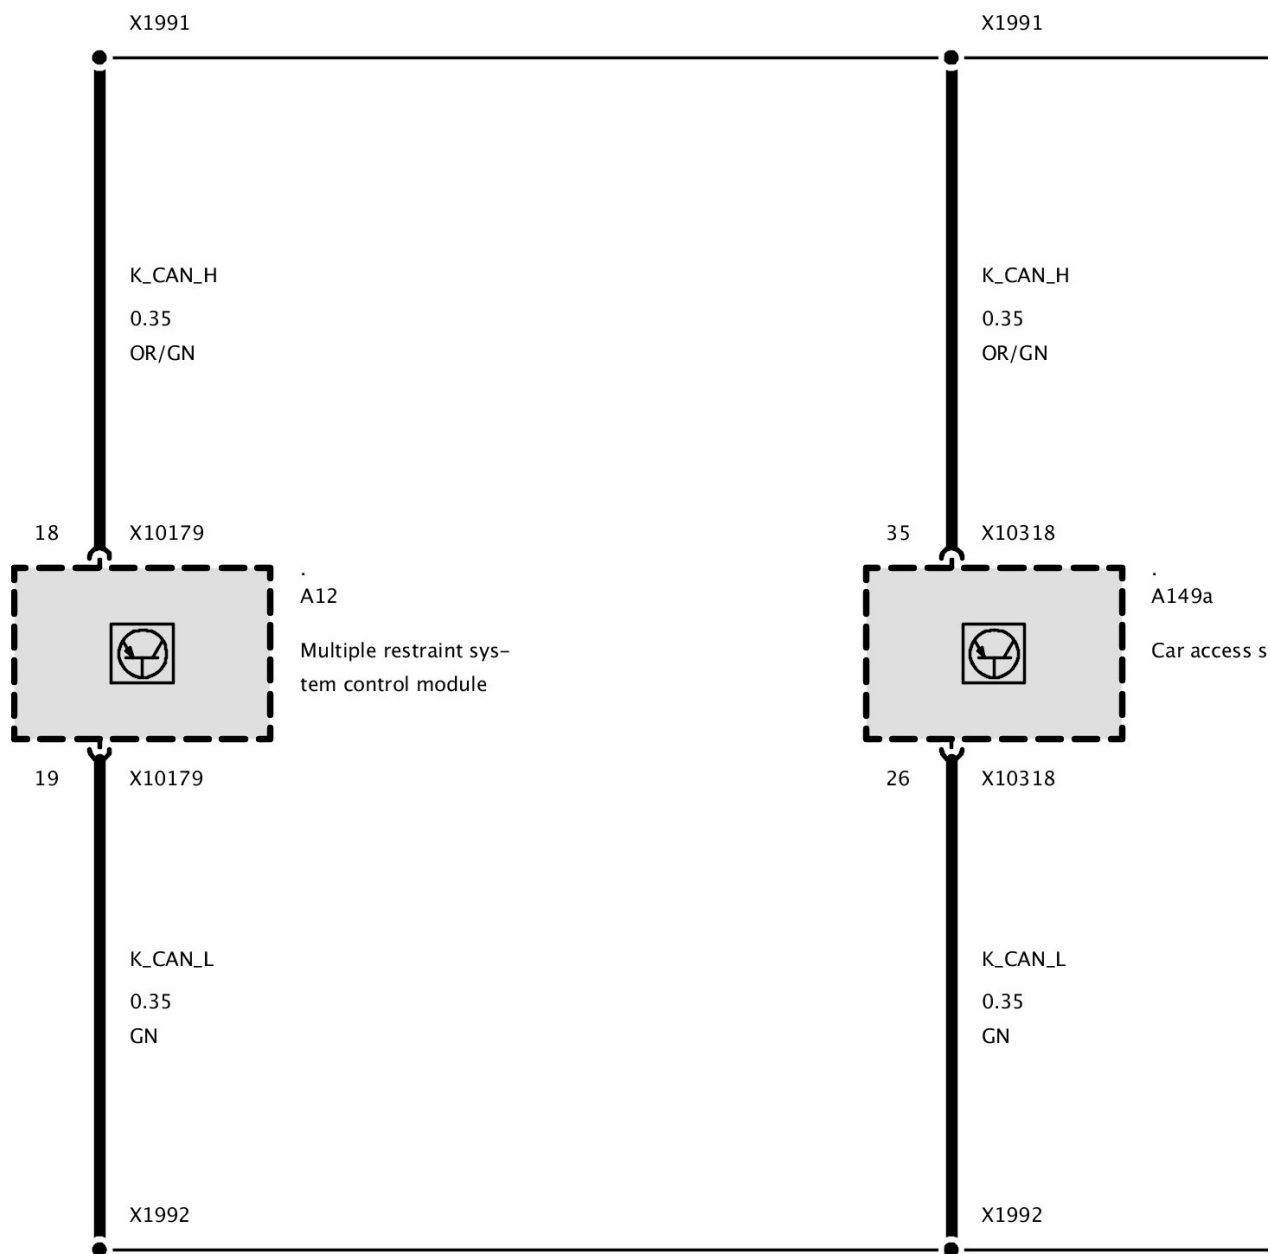 X1991
X1991
K_CAN_H
0.35
OR/GN
K_CAN_H
0.35
OR/GN
18
X10179
35
X10318
.
A12
Multiple restraint sys–
tem control module
.
A149a
Car access s
19
X10179
26
X10318
K_CAN_L
0.35
GN
K_CAN_L
0.35
GN
X1992
X1992